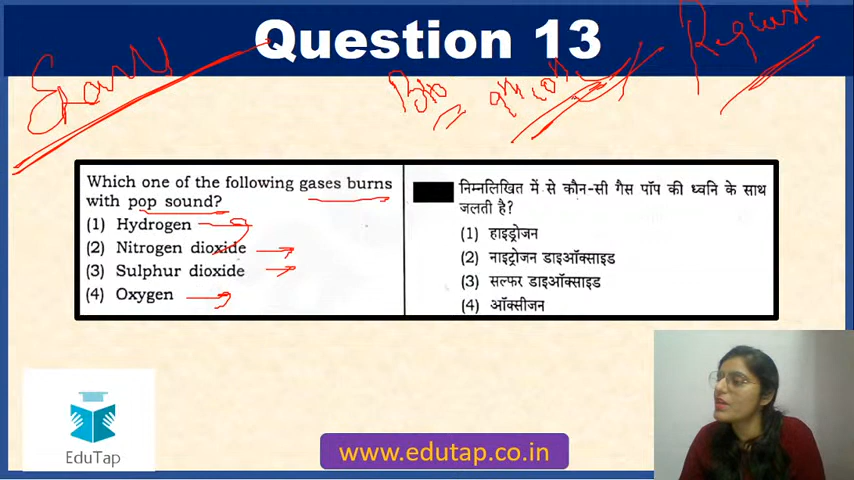 Question 13
Which one of the following gases burns
with pop sound?
(1) Hydrogen
(2) Nitrogen dioxide
(3) Sulphur dioxide
(4) Oxygen
निम्नलिखित में से कौन-सी गैस पॉप की ध्वनि के साथ
जलती है?
(1) हाइड्रोजन
(2) नाइट्रोजन डाइऑक्साइड
(3) सल्फर डाइऑक्साइड
(4) ऑक्सीजन
EduTap
www.edutap.co.in